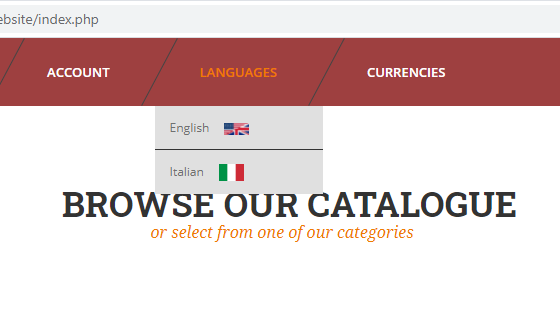 ebsite/index.php
ACCOUNT LANGUAGES CURRENCIES
English
Italian
BROWSE OUR CATALOGUE
or select from one of our categories